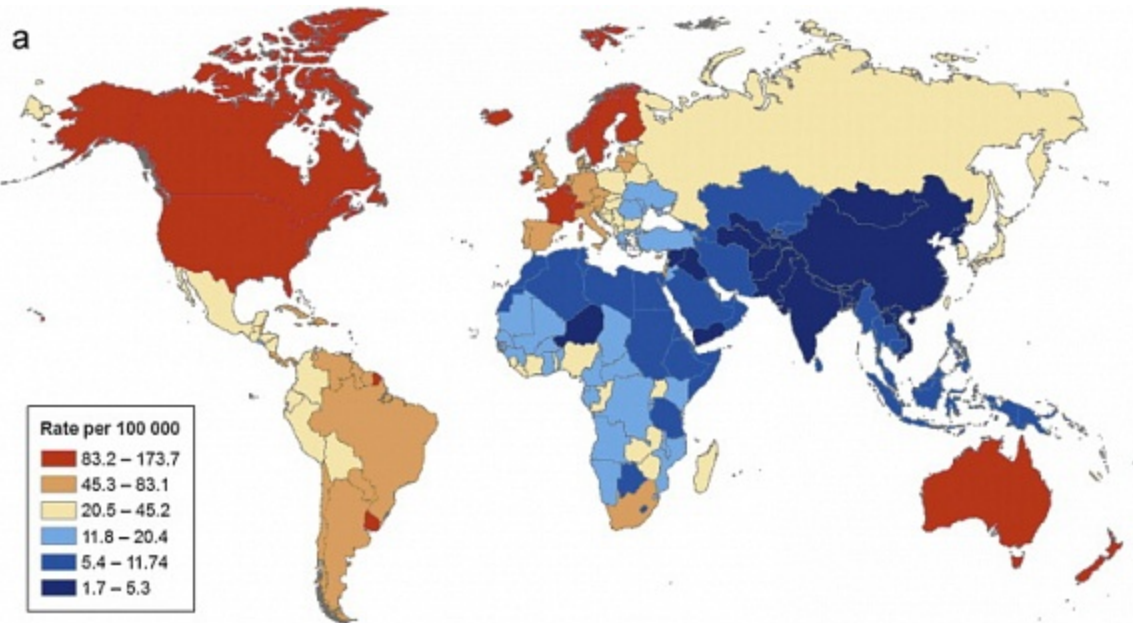 a
Rate per 100 000
83.2 – 173.7
45.3 – 83.1
20.5 – 45.2
11.8 – 20.4
5.4 – 11.74
1.7 – 5.3